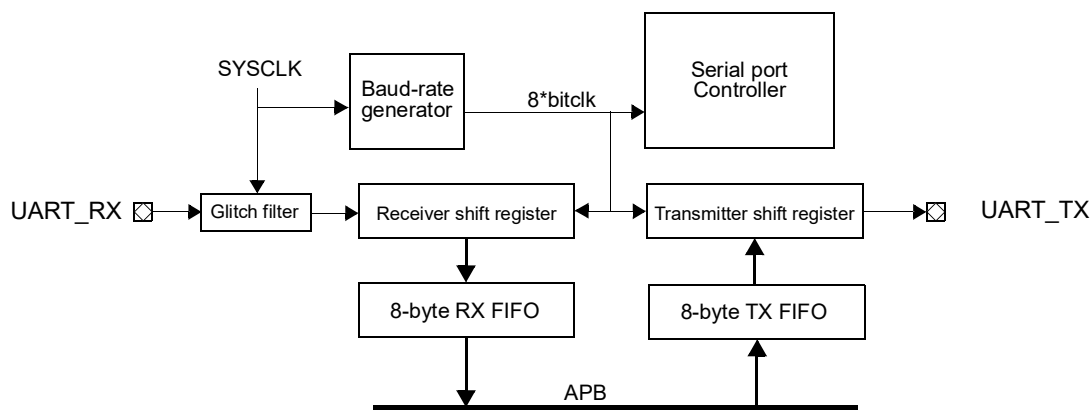 SYSCLK
Baud-rate
generator
8*bitclk
Serial port
Controller
UART_RX
Glitch filter
Receiver shift register
Transmitter shift register
UART_TX
8-byte RX FIFO
8-byte TX FIFO
APB